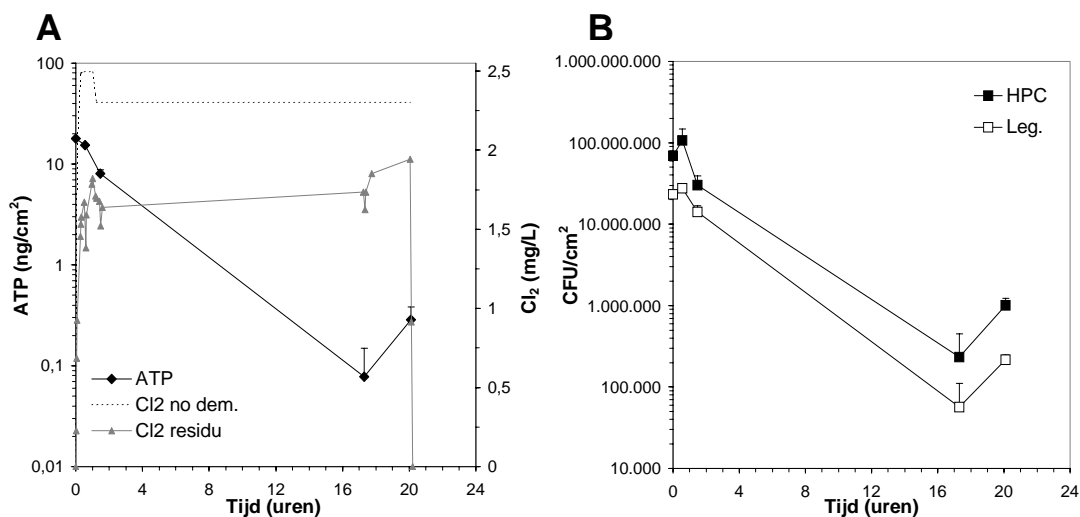 A
ATP (ng/cm²)
100
10
1
0,1
0,01
2,5
2
1,5
1
0,5
0
Cl₂ (mg/L)
ATP
Cl2 no dem.
Cl2 residu
0 4 8 12 16 20 24
Tijd (uren)
B
CFU/cm²
1.000.000.000
100.000.000
10.000.000
1.000.000
100.000
10.000
HPC
Leg.
0 4 8 12 16 20 24
Tijd (uren)